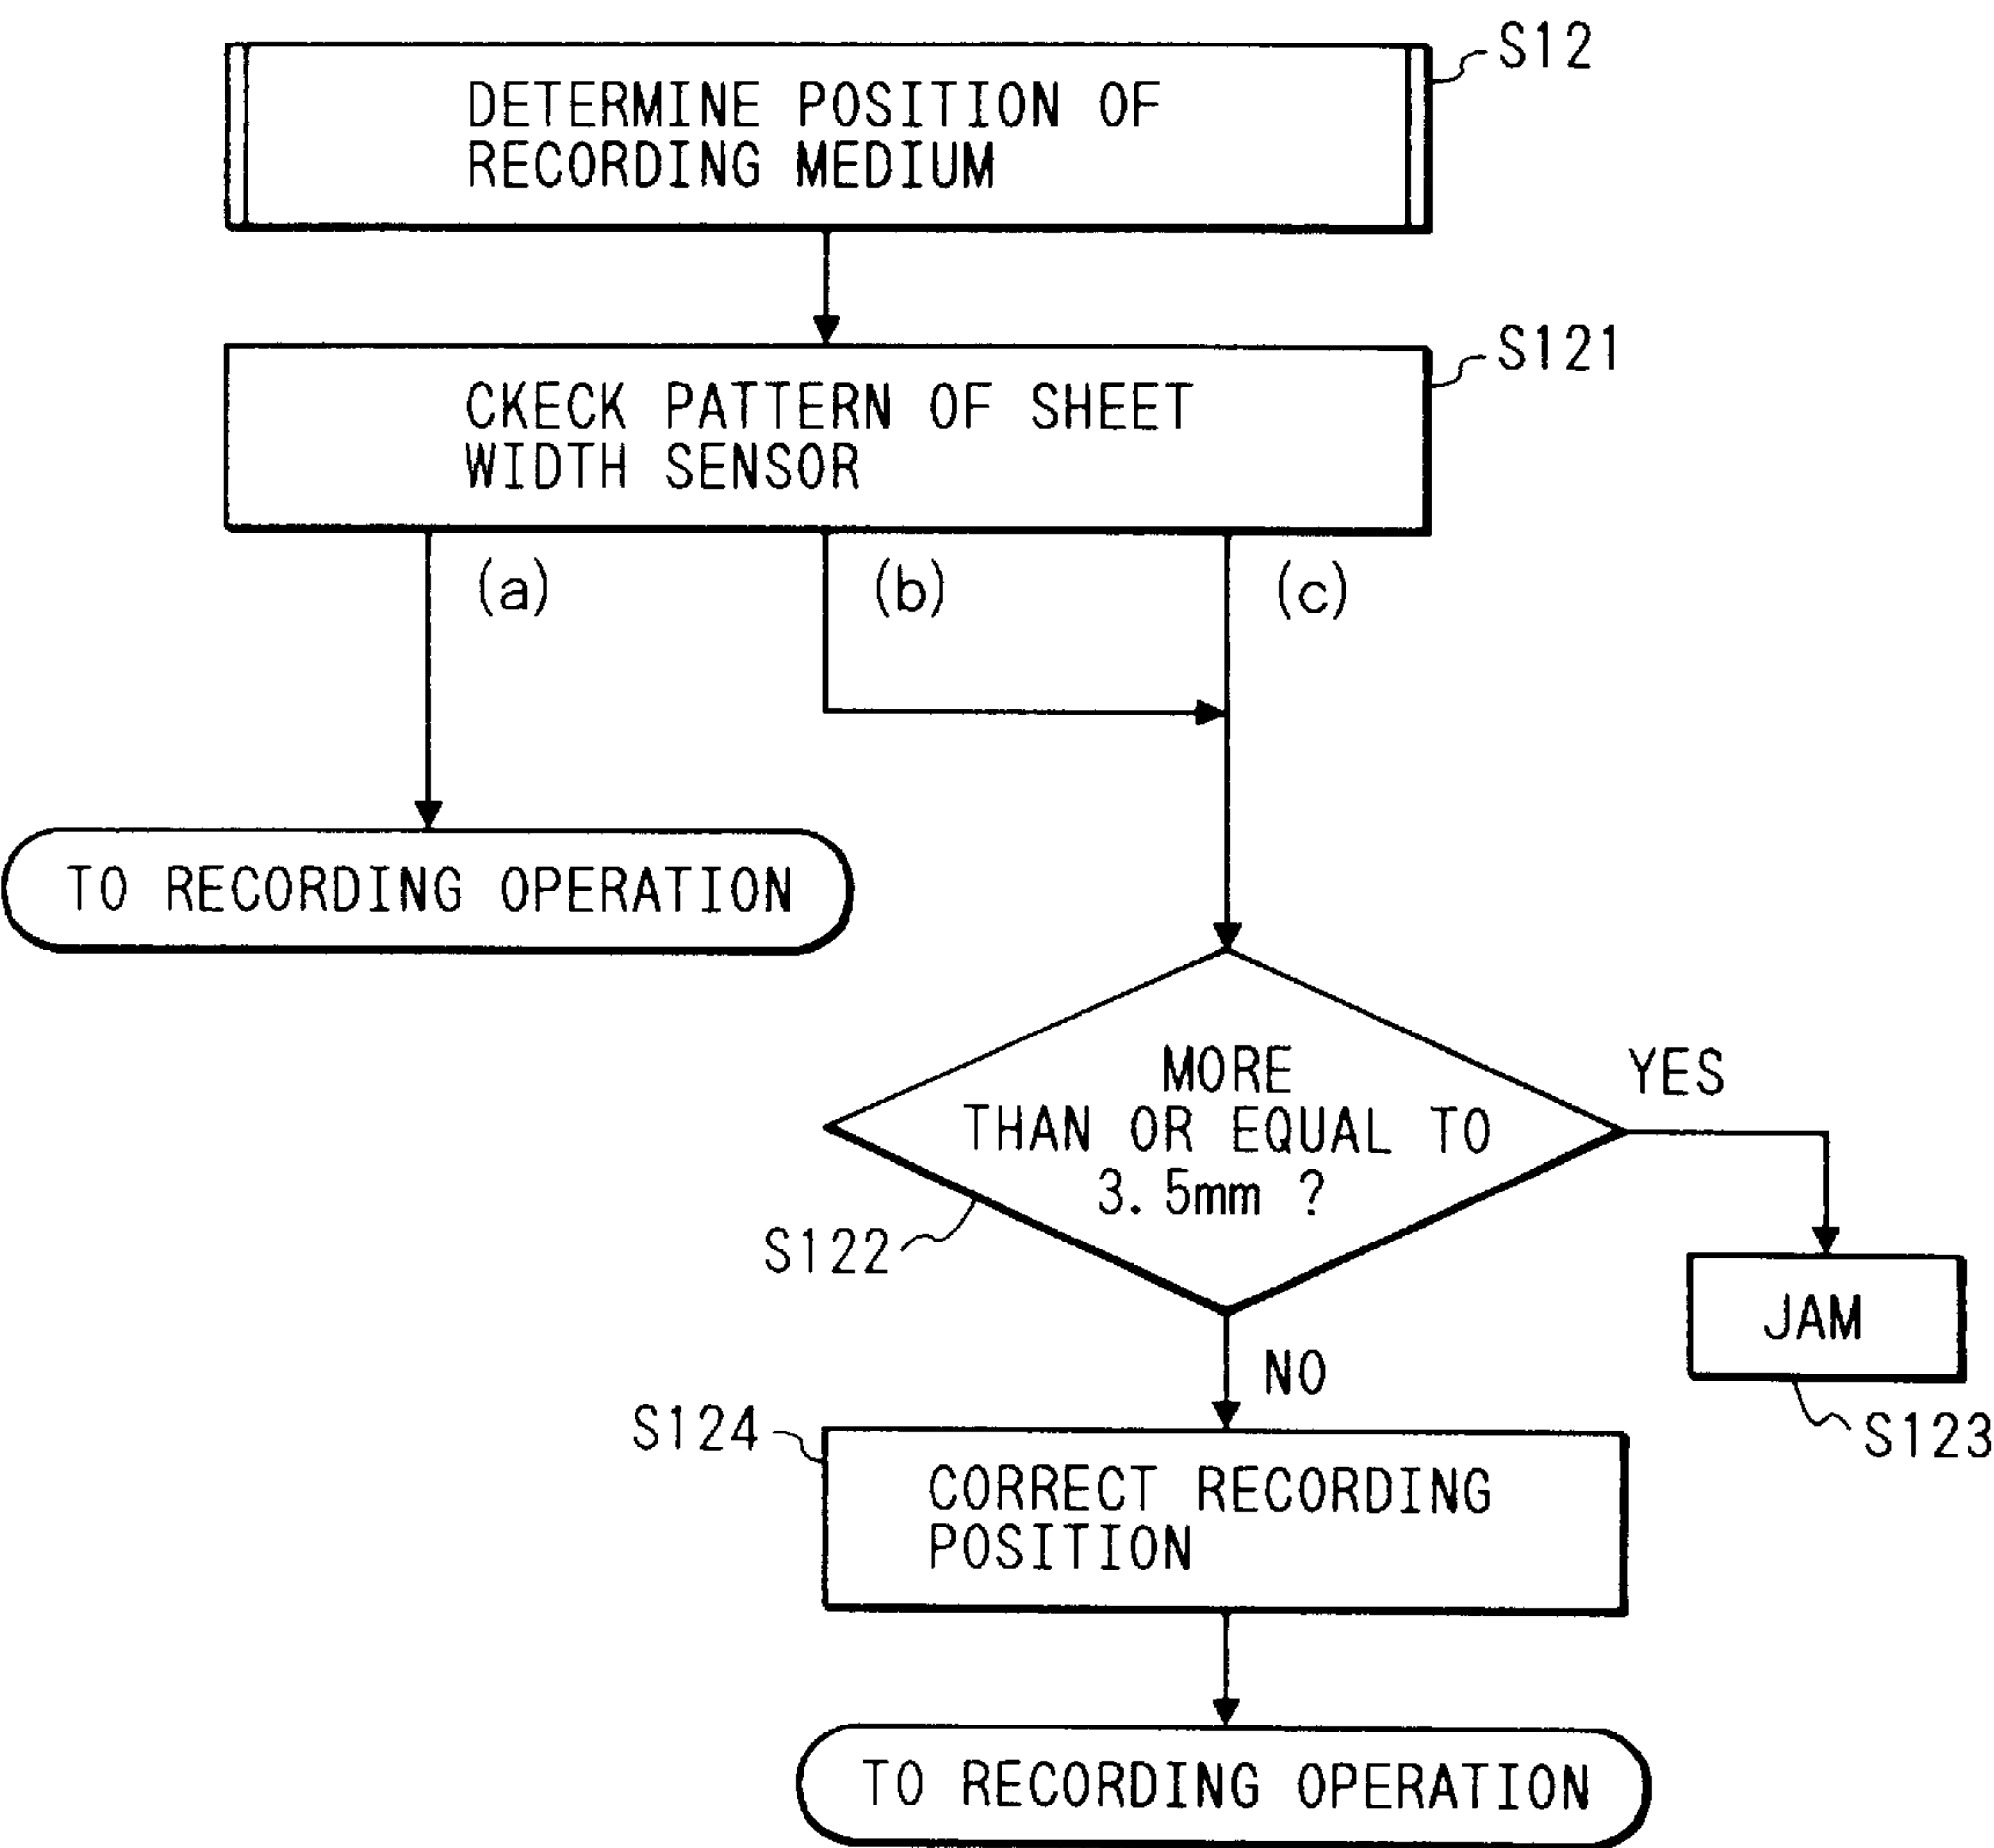 S12
DETERMINE POSITION OF
RECORDING MEDIUM
S121
CKECK PATTERN OF SHEET
WIDTH SENSOR
(a)
(b)
(c)
TO RECORDING OPERATION
MORE
THAN OR EQUAL TO
3.5mm ?
YES
S122
JAM
NO
S123
S124
CORRECT RECORDING
POSITION
TO RECORDING OPERATION